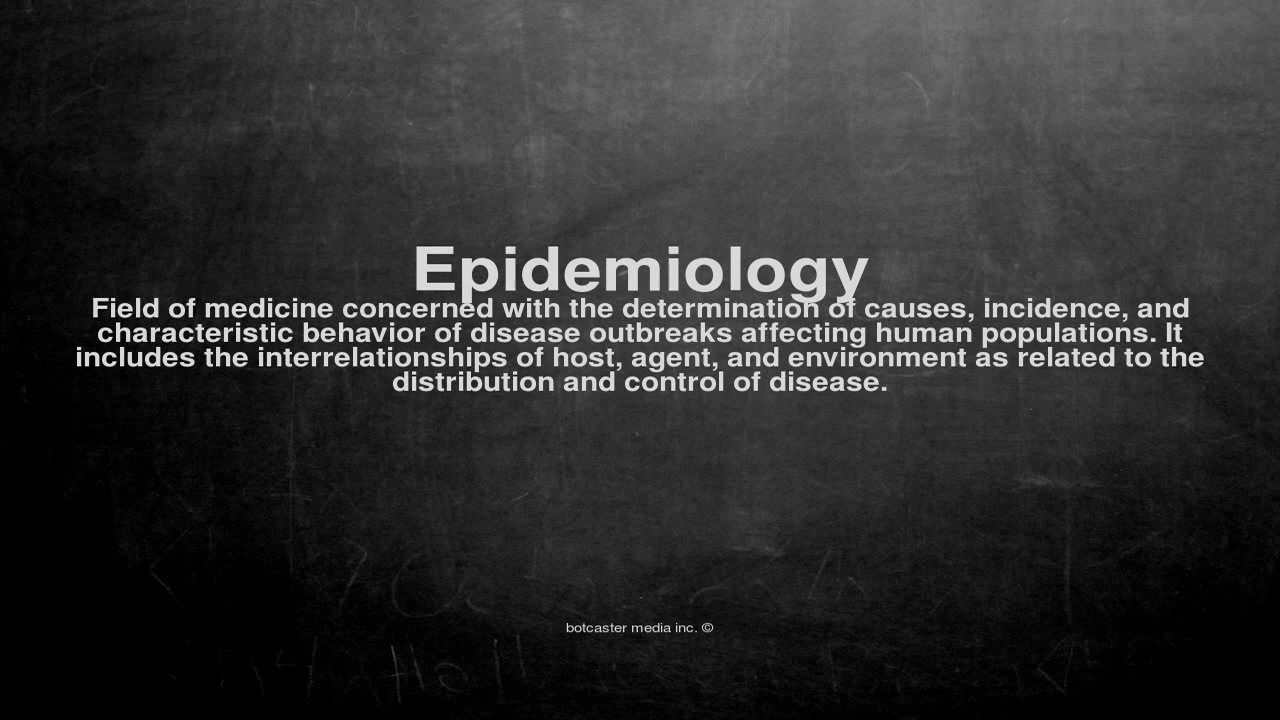 Epidemiology
Field of medicine concerned with the determination of causes, incidence, and
characteristic behavior of disease outbreaks affecting human populations. It
includes the interrelationships of host, agent, and environment as related to the
distribution and control of disease.
botcaster media inc. ©